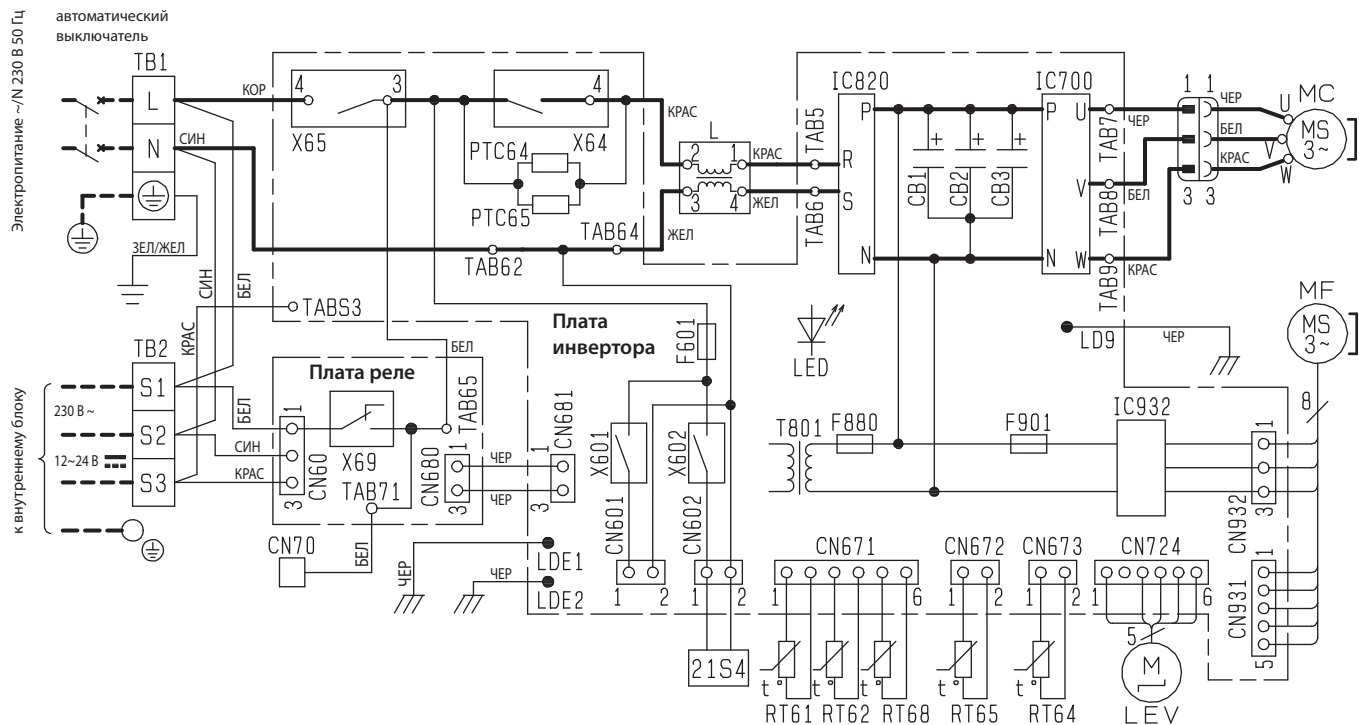 Электропитание ~/N 230 В 50 Гц
автоматический
выключатель
TB1
L
N
КОР
СИН
ЗЕЛ/ЖЕЛ
СИН
БЕЛ
КРАС
4
3
X65
4
X64
PTC64
PTC65
КРАС
ЖЕЛ
TAB62
TAB64
L
2
1
3
4
КРАС
ЖЕЛ
TAB5
TAB6
IC820
P
R
S
N
CB1
CB2
CB3
+
+
+
IC700
P
U
V
N
W
TAB7
TAB8
TAB9
ЧЕР
БЕЛ
КРАС
1
1
3
3
ЧЕР
БЕЛ
КРАС
U
V
W
MC
MS
3~
MF
MS
3~
8
TABS3
Плата
инвертора
LED
LD9
ЧЕР
TB2
S1
S2
S3
к внутреннему блоку
230 В ~
12~24 В
БЕЛ
СИН
КРАС
Плата реле
1
3
CN60
X69
TAB71
TAB65
БЕЛ
CN680
1
3
ЧЕР
ЧЕР
1
3
CN681
CN70
БЕЛ
ЧЕР
LDE1
ЧЕР
LDE2
F601
X601
X602
CN601
CN602
1
2
1
2
21S4
T801
F880
F901
IC932
1
3
CN932
1
5
CN931
CN671
1
6
CN672
1
2
CN673
1
2
CN724
1
6
5
M
LEV
t°
t°
t°
t°
t°
RT61
RT62
RT68
RT65
RT64